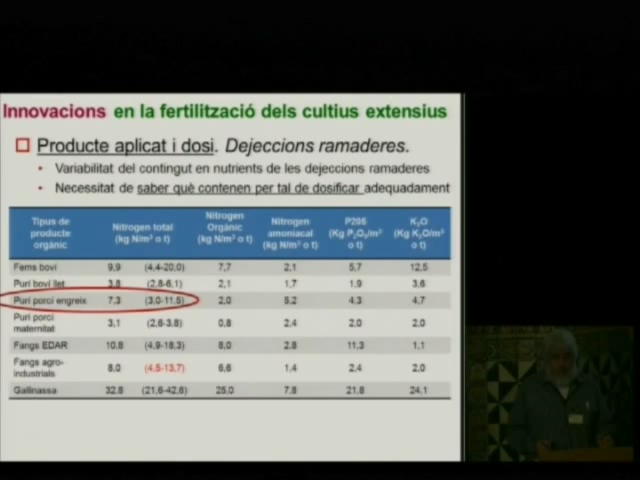 Innovacions en la fertilització dels cultius extensius
Producte aplicat i dosi. Dejeccions ramaderes.
• Variabilitat del contingut en nutrients de les dejeccions ramaderes
• Necessitat de saber què contenen per tal de dosificar adequadament
Tipus de producte orgànic | Nitrogen total (kg N/m³ o t) | Nitrogen Orgànic (kg N/m³ o t) | Nitrogen amoniacal (kg N/m³ o t) | P2O5 (Kg P₂O₅/m³ o t) | K₂O (Kg K₂O/m³ o t)
Fems boví 9,9 (4,4-20,0) 7,7 2,1 5,7 12,5
Purí boví llet 3,8 (2,8-6,1) 2,1 1,7 1,9 3,6
Purí porcí engreix 7,3 (3,0-11,5) 2,0 5,2 4,3 4,7
Purí porcí maternitat 3,1 (2,6-3,8) 0,8 2,4 2,0 2,0
Fangs EDAR 10,8 (4,9-18,3) 8,0 2,8 11,3 1,1
Fangs agro-industrials 8,0 (4,5-13,7) 6,6 1,4 2,4 2,0
Gallinassa 32,8 (21,6-42,6) 25,0 7,8 21,8 24,1